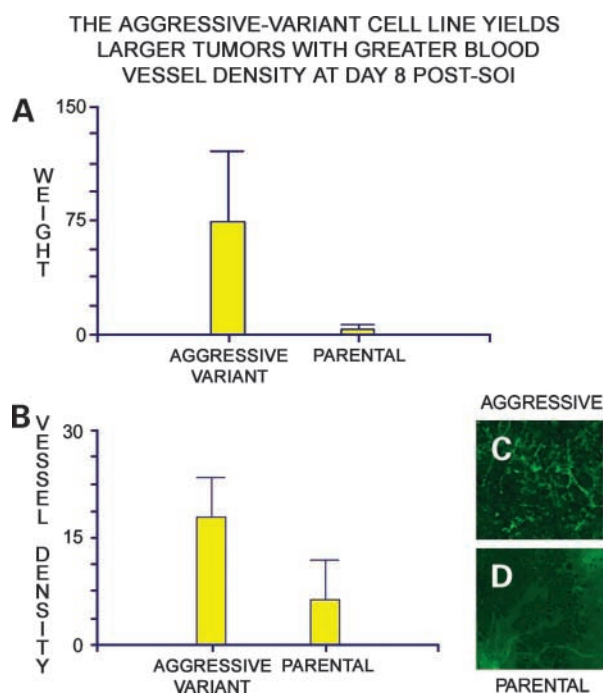 THE AGGRESSIVE-VARIANT CELL LINE YIELDS
LARGER TUMORS WITH GREATER BLOOD
VESSEL DENSITY AT DAY 8 POST-SOI
A
WEIGHT
150
75
0
AGGRESSIVE
VARIANT
PARENTAL
B
VESSEL DENSITY
30
15
0
AGGRESSIVE
VARIANT
PARENTAL
AGGRESSIVE
C
D
PARENTAL